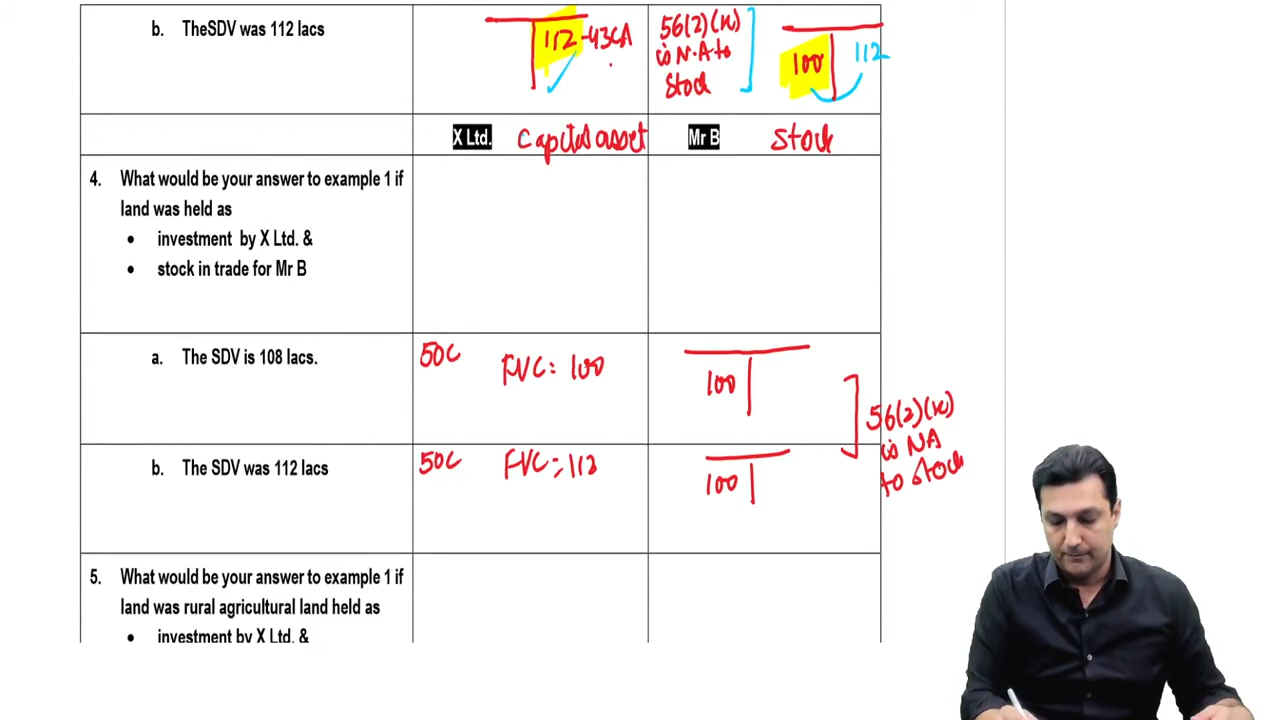 b. TheSDV was 112 lacs
112 - 43CA
56(2)(x)
is N.A to
Stock
100
112
X Ltd. Capital asset
Mr B Stock
4. What would be your answer to example 1 if
land was held as
• investment by X Ltd. &
• stock in trade for Mr B
a. The SDV is 108 lacs.
50C FVC = 100
100
56(2)(x)
is NA
to stock
b. The SDV was 112 lacs
50C FVC = 112
100
5. What would be your answer to example 1 if
land was rural agricultural land held as
• investment by X Ltd. &